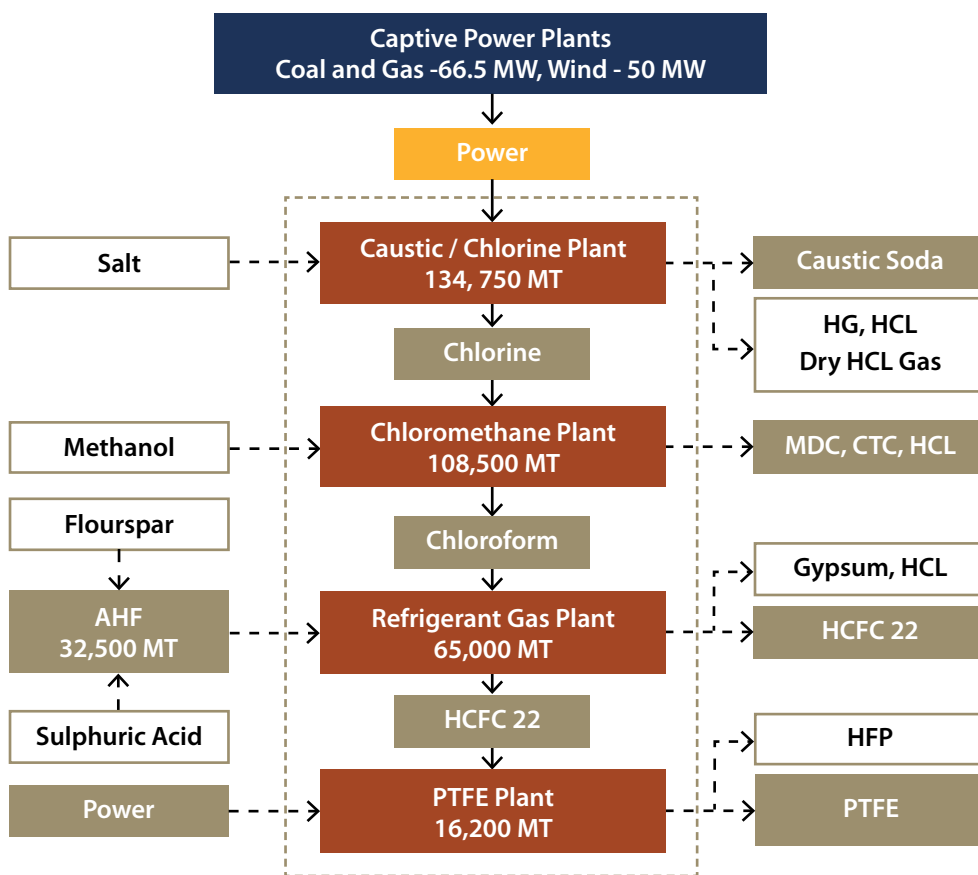 Captive Power Plants
Coal and Gas -66.5 MW, Wind - 50 MW
Power
Salt
Caustic / Chlorine Plant
134, 750 MT
Caustic Soda
HG, HCL
Dry HCL Gas
Chlorine
Methanol
Chloromethane Plant
108,500 MT
MDC, CTC, HCL
Flourspar
Chloroform
Gypsum, HCL
AHF
32,500 MT
Refrigerant Gas Plant
65,000 MT
HCFC 22
Sulphuric Acid
HCFC 22
HFP
Power
PTFE Plant
16,200 MT
PTFE